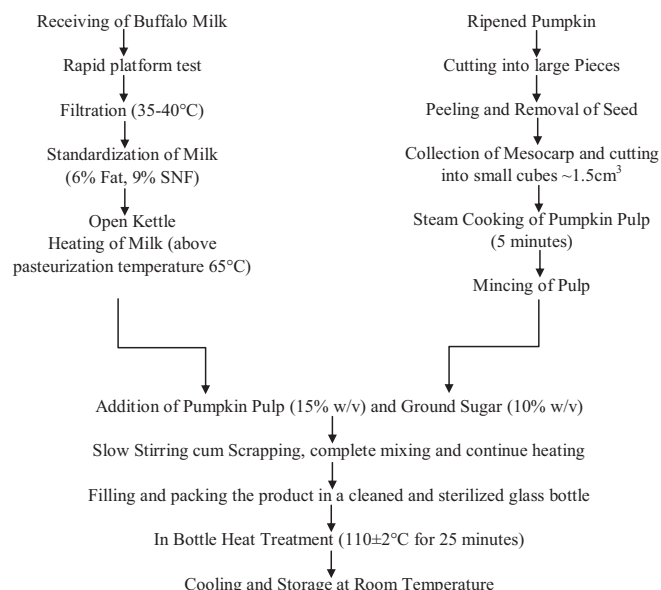 Receiving of Buffalo Milk
Rapid platform test
Filtration (35-40°C)
Standardization of Milk
(6% Fat, 9% SNF)
Open Kettle
Heating of Milk (above
pasteurization temperature 65°C)
Ripened Pumpkin
Cutting into large Pieces
Peeling and Removal of Seed
Collection of Mesocarp and cutting
into small cubes ~1.5cm³
Steam Cooking of Pumpkin Pulp
(5 minutes)
Mincing of Pulp
Addition of Pumpkin Pulp (15% w/v) and Ground Sugar (10% w/v)
Slow Stirring cum Scrapping, complete mixing and continue heating
Filling and packing the product in a cleaned and sterilized glass bottle
In Bottle Heat Treatment (110±2°C for 25 minutes)
Cooling and Storage at Room Temperature